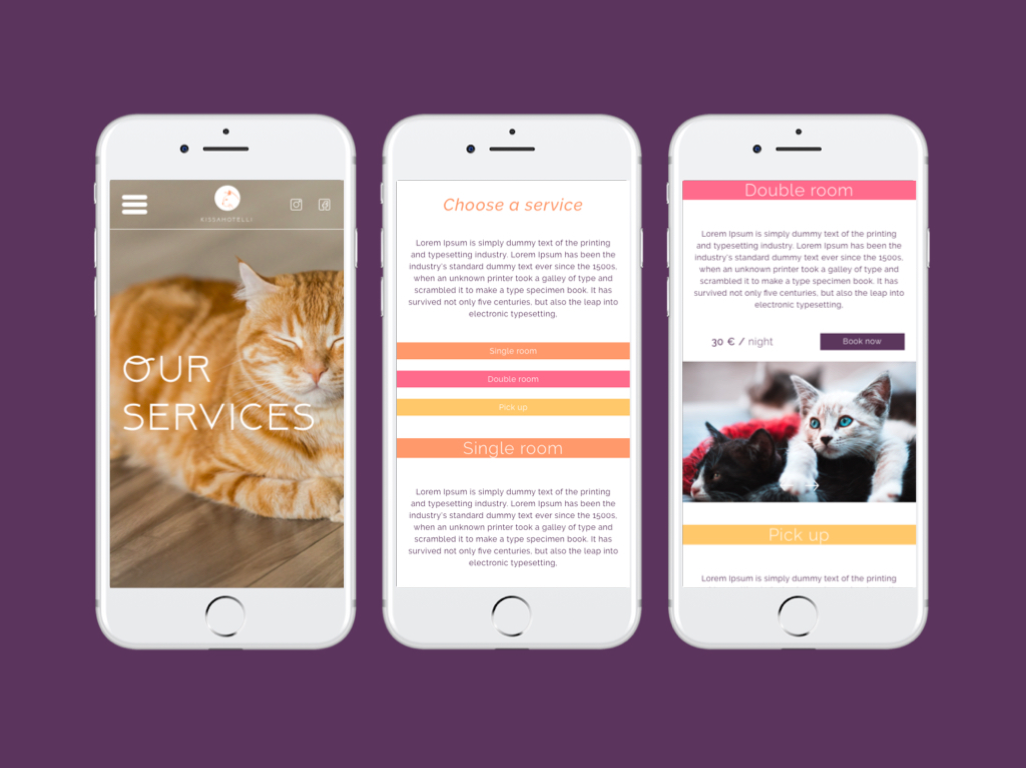 KISSAHOTELLI
OUR
SERVICES
Choose a service
Lorem Ipsum is simply dummy text of the printing
and typesetting industry. Lorem Ipsum has been the
industry's standard dummy text ever since the 1500s,
when an unknown printer took a galley of type and
scrambled it to make a type specimen book. It has
survived not only five centuries, but also the leap into
electronic typesetting,
Single room
Double room
Pick up
Single room
Lorem Ipsum is simply dummy text of the printing
and typesetting industry. Lorem Ipsum has been the
industry's standard dummy text ever since the 1500s,
when an unknown printer took a galley of type and
scrambled it to make a type specimen book. It has
survived not only five centuries, but also the leap into
electronic typesetting,
Double room
Lorem Ipsum is simply dummy text of the printing
and typesetting industry. Lorem Ipsum has been the
industry's standard dummy text ever since the 1500s,
when an unknown printer took a galley of type and
scrambled it to make a type specimen book. It has
survived not only five centuries, but also the leap into
electronic typesetting,
30 € / night
Book now
Pick up
Lorem Ipsum is simply dummy text of the printing